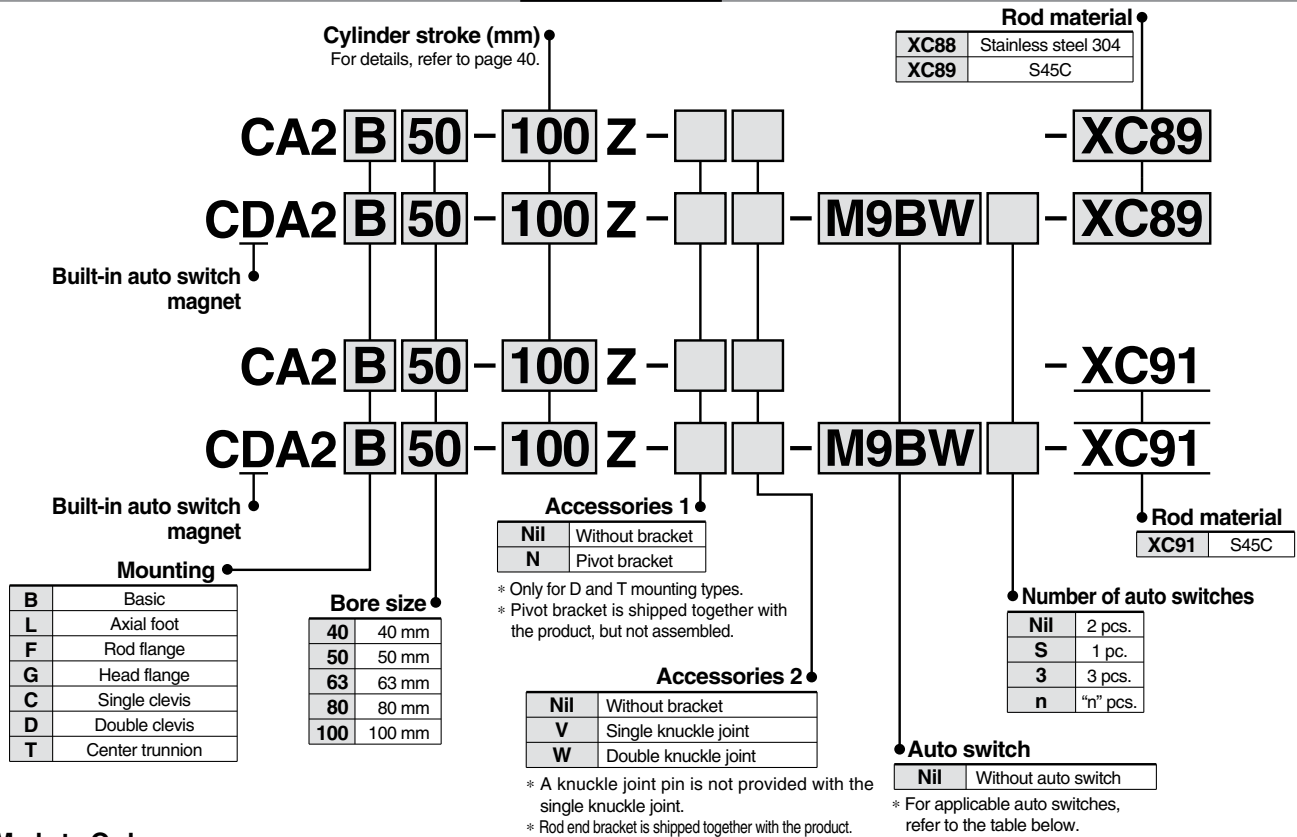 Cylinder stroke (mm)
For details, refer to page 40.
Rod material
XC88 Stainless steel 304
XC89 S45C
CA2 B 50 – 100 Z – – XC89
CDA2 B 50 – 100 Z – – M9BW – XC89
Built-in auto switch
magnet
CA2 B 50 – 100 Z – – XC91
CDA2 B 50 – 100 Z – – M9BW – XC91
Built-in auto switch
magnet
Mounting
B Basic
L Axial foot
F Rod flange
G Head flange
C Single clevis
D Double clevis
T Center trunnion
Bore size
40 40 mm
50 50 mm
63 63 mm
80 80 mm
100 100 mm
Accessories 1
Nil Without bracket
N Pivot bracket
* Only for D and T mounting types.
* Pivot bracket is shipped together with
the product, but not assembled.
Accessories 2
Nil Without bracket
V Single knuckle joint
W Double knuckle joint
* A knuckle joint pin is not provided with the
single knuckle joint.
* Rod end bracket is shipped together with the product.
Rod material
XC91 S45C
Number of auto switches
Nil 2 pcs.
S 1 pc.
3 3 pcs.
n "n" pcs.
Auto switch
Nil Without auto switch
* For applicable auto switches,
refer to the table below.